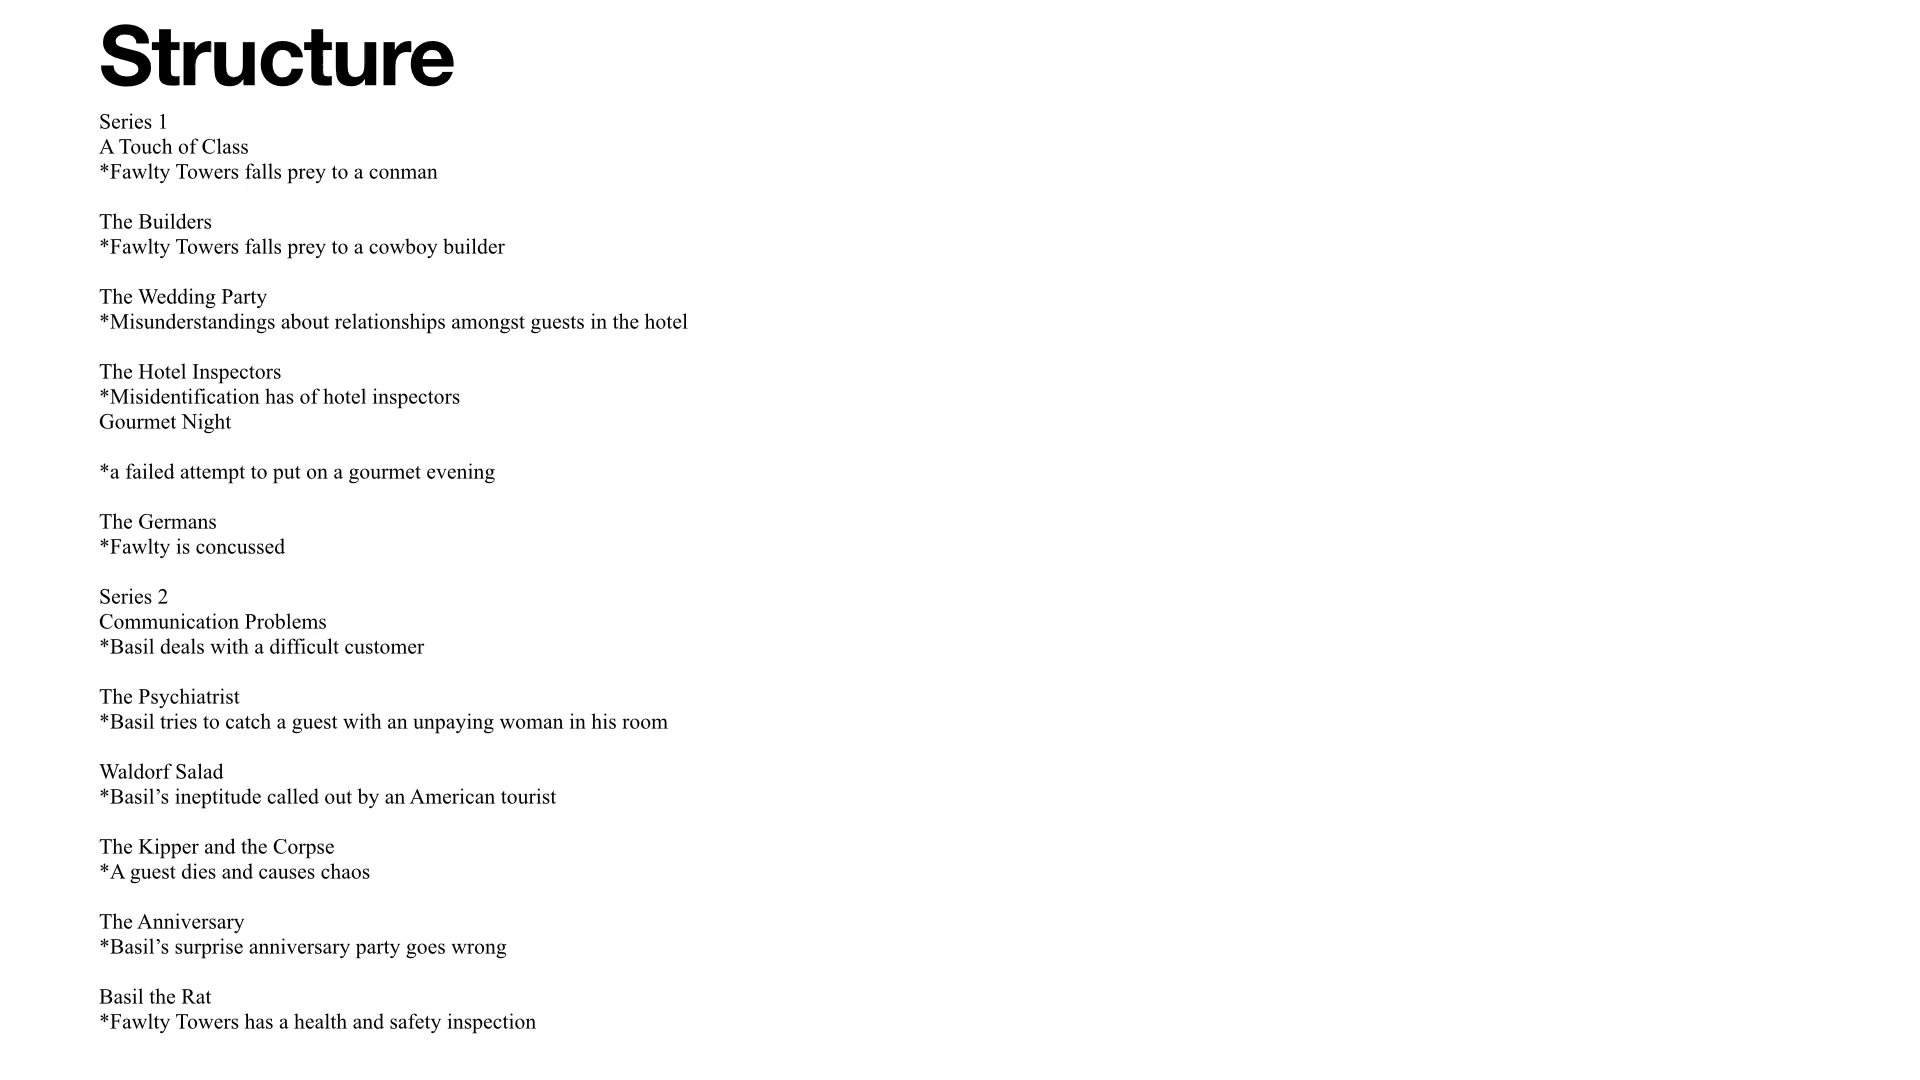 Structure
Series 1
A Touch of Class
*Fawlty Towers falls prey to a conman
The Builders
*Fawlty Towers falls prey to a cowboy builder
The Wedding Party
*Misunderstandings about relationships amongst guests in the hotel
The Hotel Inspectors
*Misidentification has of hotel inspectors
Gourmet Night
*a failed attempt to put on a gourmet evening
The Germans
*Fawlty is concussed
Series 2
Communication Problems
*Basil deals with a difficult customer
The Psychiatrist
*Basil tries to catch a guest with an unpaying woman in his room
Waldorf Salad
*Basil’s ineptitude called out by an American tourist
The Kipper and the Corpse
*A guest dies and causes chaos
The Anniversary
*Basil’s surprise anniversary party goes wrong
Basil the Rat
*Fawlty Towers has a health and safety inspection